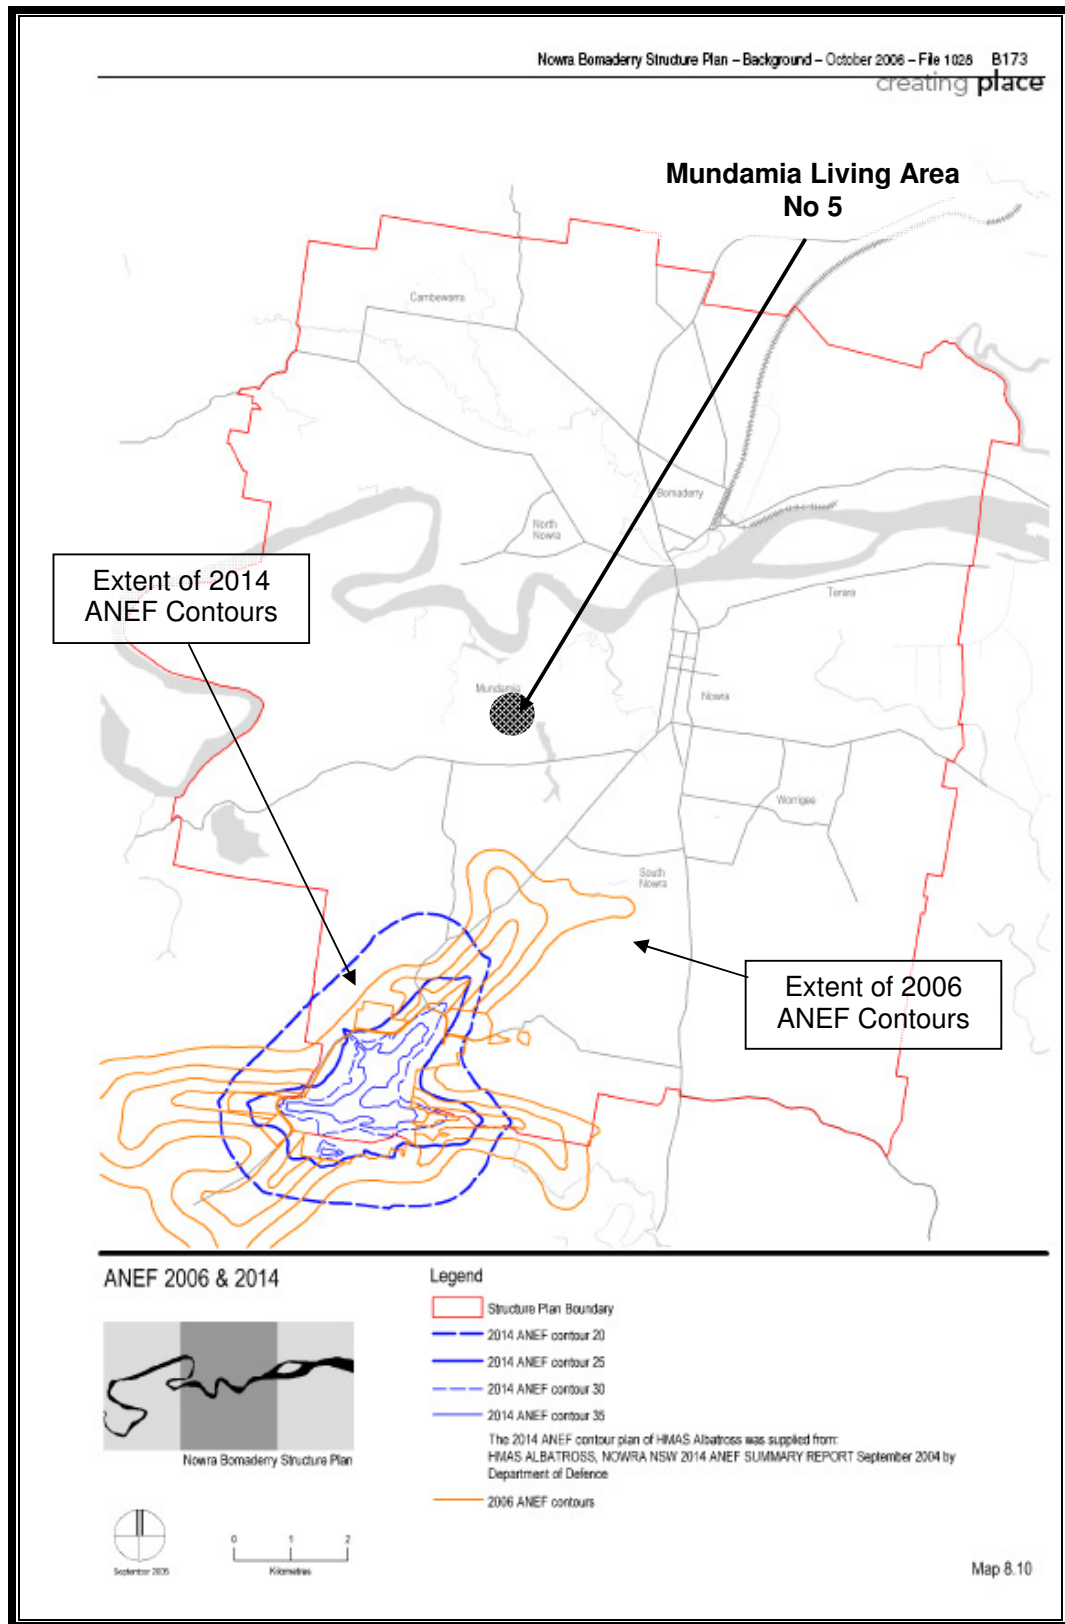 Nowra Bomaderry Structure Plan – Background – October 2006 – File 1026 B173
creating place
Mundamia Living Area
No 5
Cambewarra
Bomaderry
North
Nowra
Extent of 2014
ANEF Contours
Terara
Mundamia
Nowra
Worrigee
South
Nowra
Extent of 2006
ANEF Contours
ANEF 2006 & 2014
Legend
Structure Plan Boundary
2014 ANEF contour 20
2014 ANEF contour 25
2014 ANEF contour 30
2014 ANEF contour 35
The 2014 ANEF contour plan of HMAS Albatross was supplied from:
HMAS ALBATROSS, NOWRA NSW 2014 ANEF SUMMARY REPORT September 2004 by
Department of Defence
2006 ANEF contours
Nowra Bomaderry Structure Plan
September 2006
0 1 2
Kilometres
Map 8.10